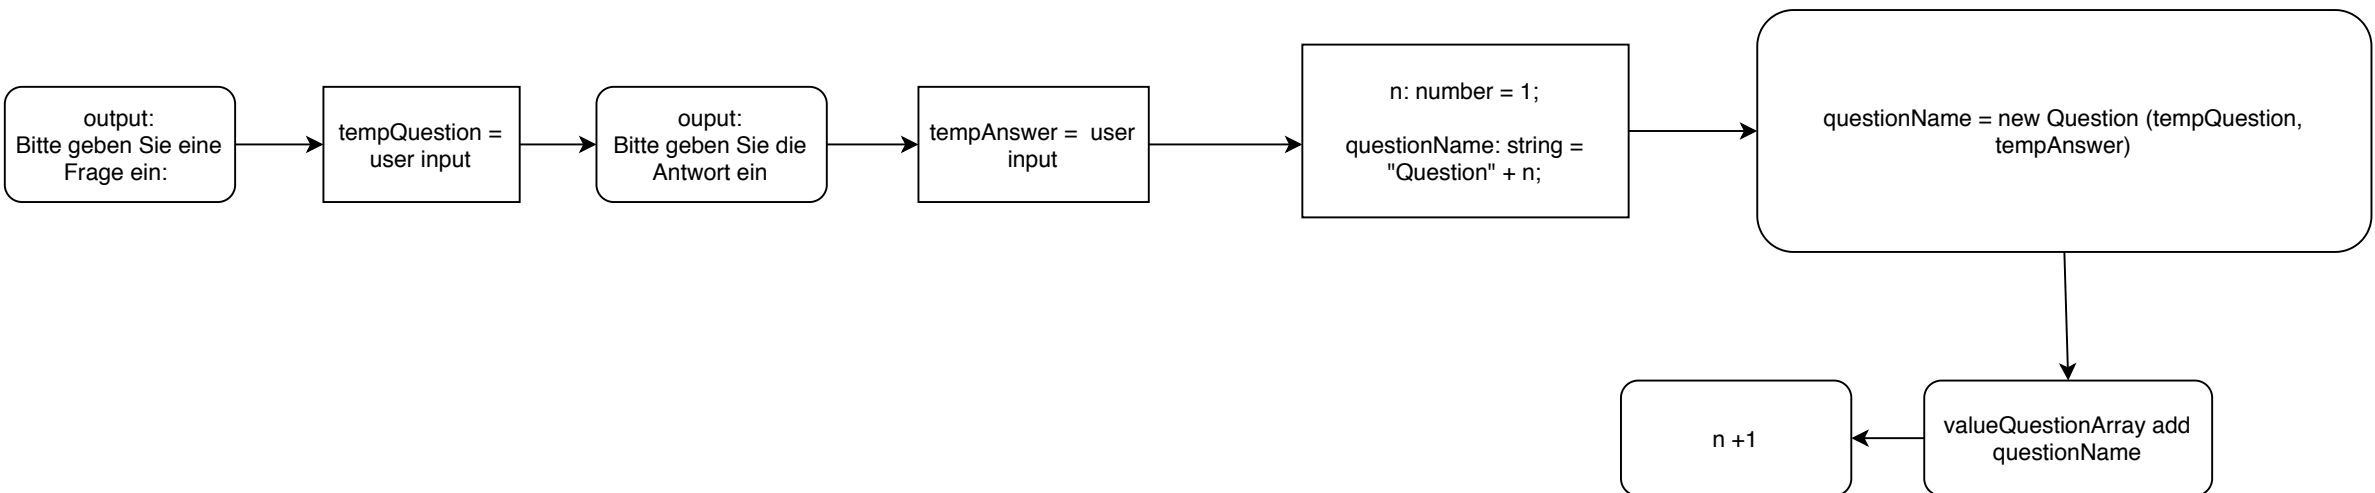 output:
Bitte geben Sie eine
Frage ein:
tempQuestion =
user input
ouput:
Bitte geben Sie die
Antwort ein
tempAnswer =  user
input
n: number = 1;
questionName: string =
"Question" + n;
questionName = new Question (tempQuestion,
tempAnswer)
valueQuestionArray add
questionName
n +1